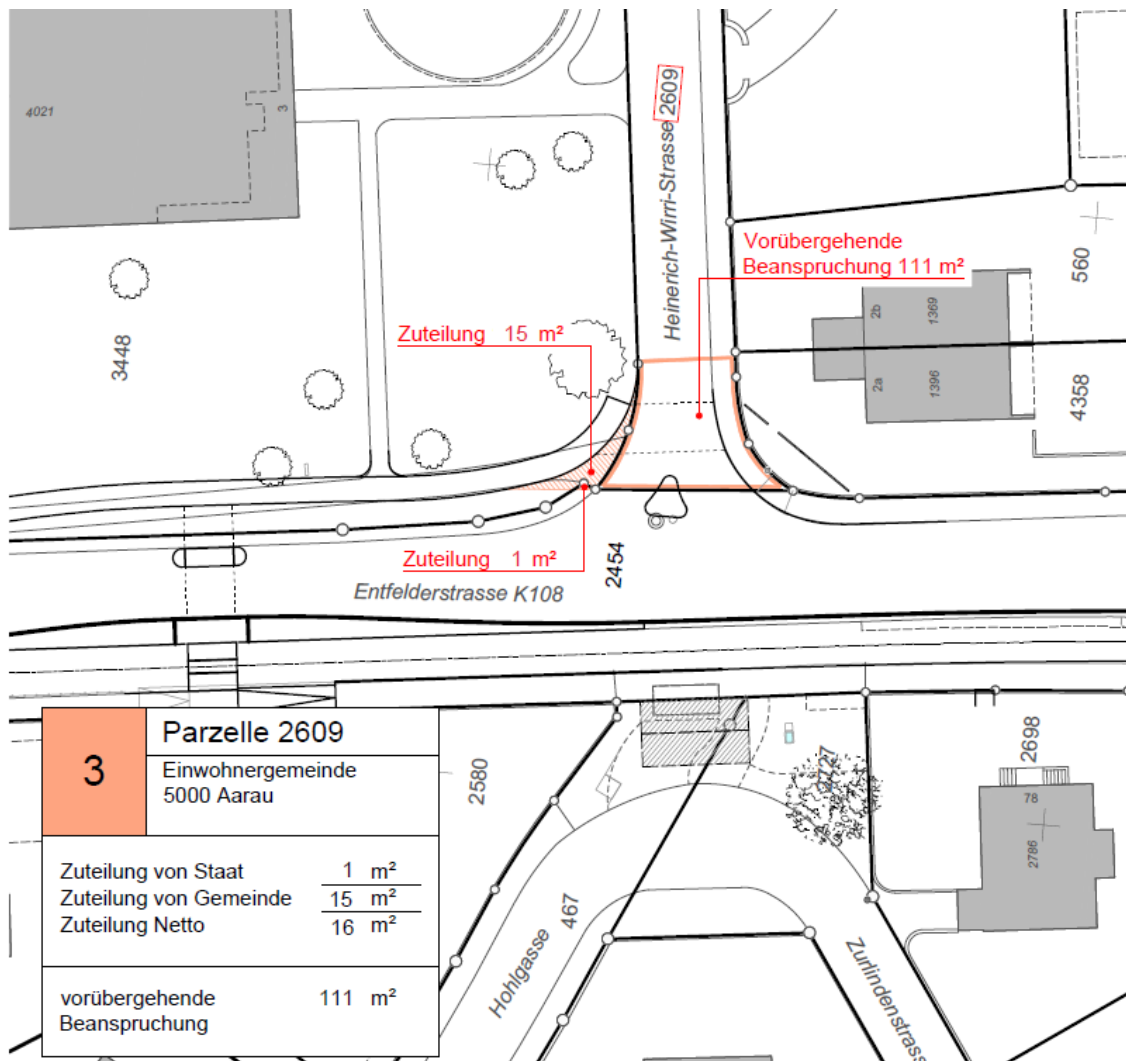 4021
3
Heinerich-Wirri-Strasse 2609
Vorübergehende
Beanspruchung 111 m²
560
2b
1369
2a
1396
4358
3448
Zuteilung 15 m²
Zuteilung 1 m²
2454
Entfelderstrasse K108
3
Parzelle 2609
Einwohnergemeinde
5000 Aarau
Zuteilung von Staat 1 m²
Zuteilung von Gemeinde 15 m²
Zuteilung Netto 16 m²
vorübergehende 111 m²
Beanspruchung
2580
2727
2698
78
2786
Hohlgasse
467
Zurlindenstrass